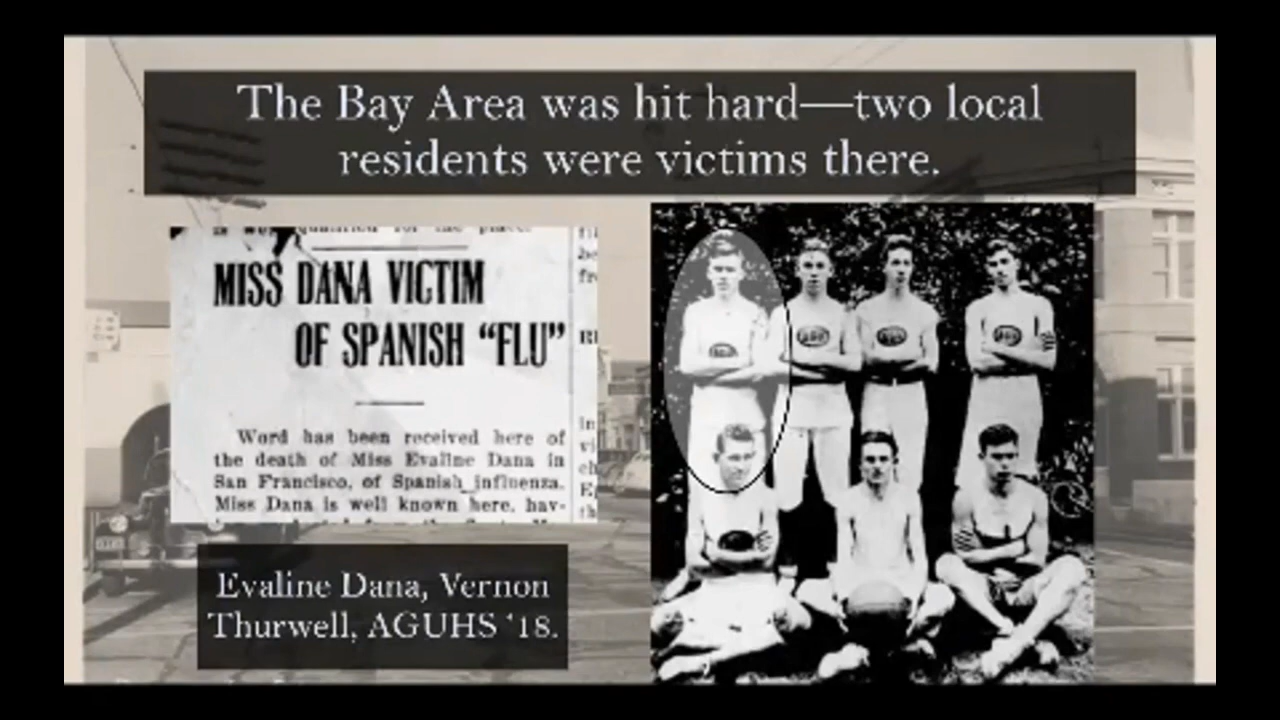 The Bay Area was hit hard—two local
residents were victims there.
MISS DANA VICTIM
OF SPANISH “FLU”
Word has been received here of
the death of Miss Evaline Dana in
San Francisco, of Spanish influenza.
Miss Dana is well known here, hav-
Evaline Dana, Vernon
Thurwell, AGUHS ‘18.